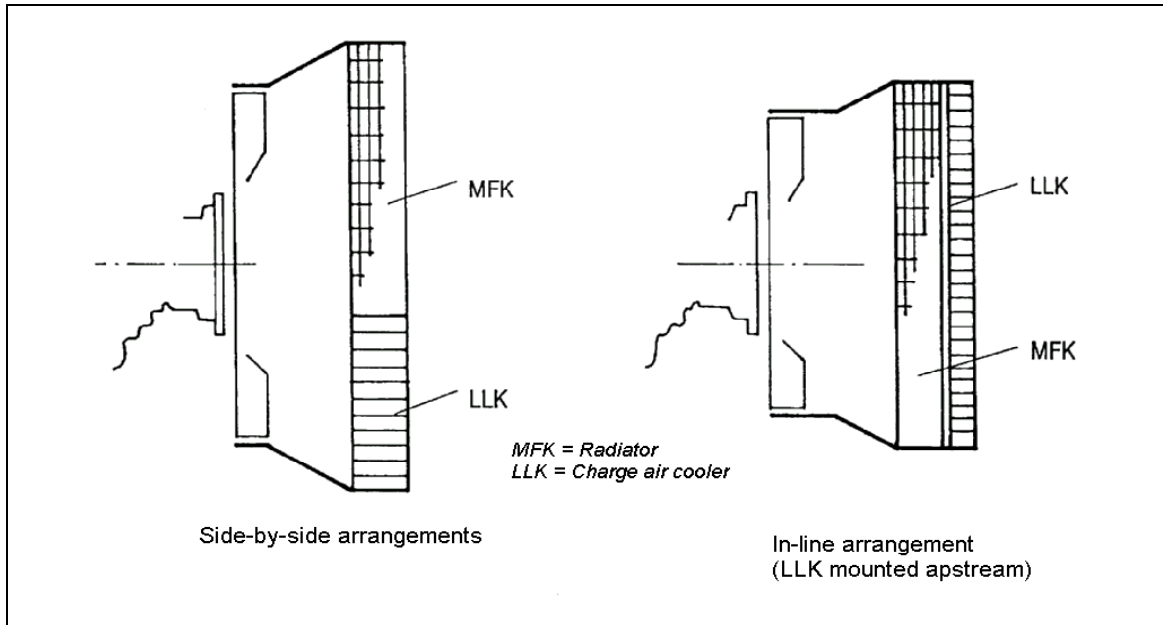 MFK
LLK
LLK
MFK
MFK = Radiator
LLK = Charge air cooler
Side-by-side arrangements
In-line arrangement
(LLK mounted apstream)